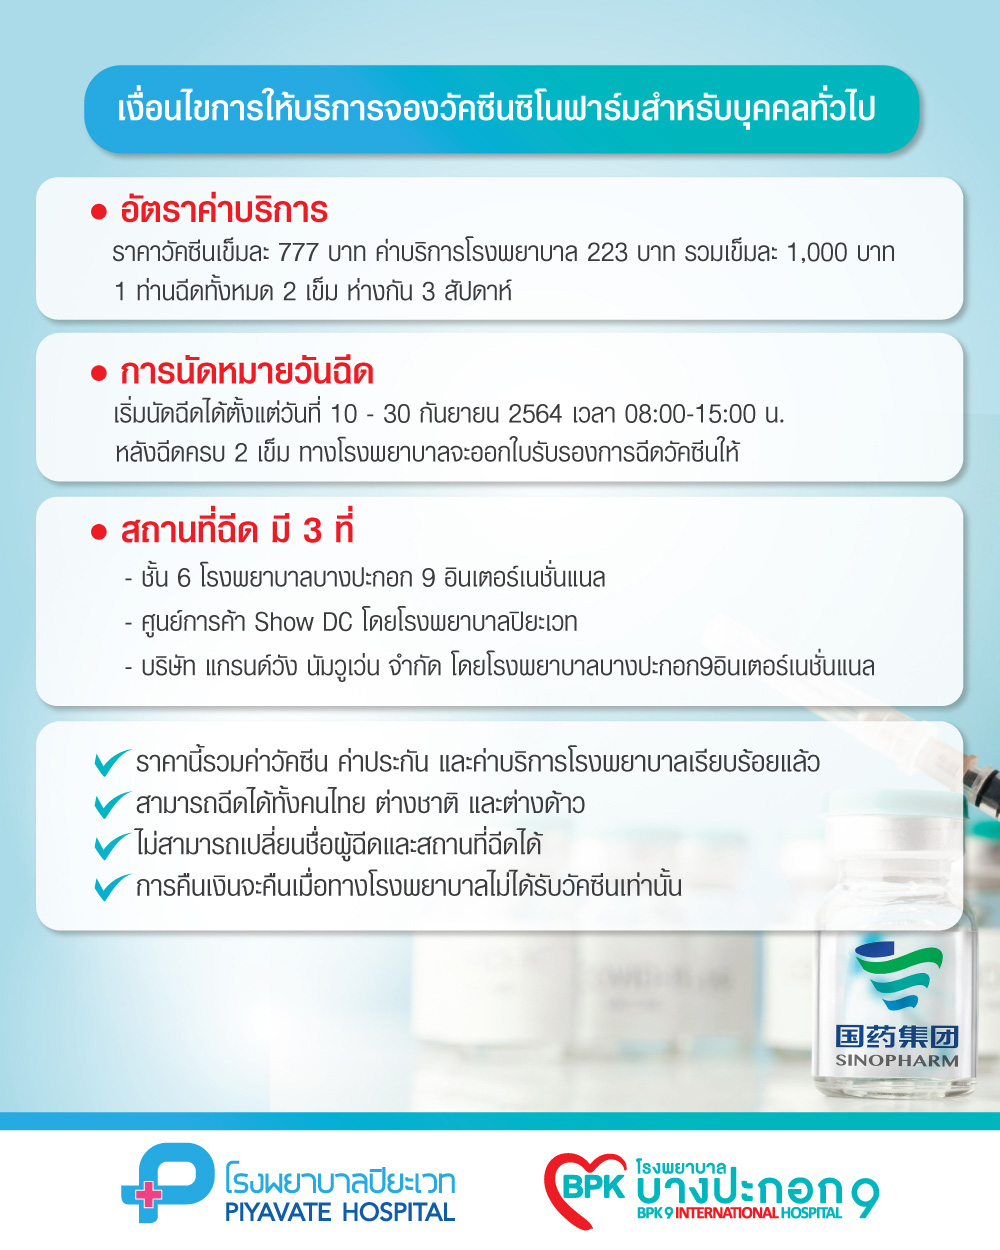 เงื่อนไขการให้บริการจองวัคซีนซิโนฟาร์มสำหรับบุคคลทั่วไป
• อัตราค่าบริการ
ราคาวัคซีนเข็มละ 777 บาท ค่าบริการโรงพยาบาล 223 บาท รวมเข็มละ 1,000 บาท
1 ท่านฉีดทั้งหมด 2 เข็ม ห่างกัน 3 สัปดาห์
• การนัดหมายวันฉีด
เริ่มนัดฉีดได้ตั้งแต่วันที่ 10 - 30 กันยายน 2564 เวลา 08:00-15:00 น.
หลังฉีดครบ 2 เข็ม ทางโรงพยาบาลจะออกใบรับรองการฉีดวัคซีนให้
• สถานที่ฉีด มี 3 ที่
- ชั้น 6 โรงพยาบาลบางปะกอก 9 อินเตอร์เนชั่นแนล
- ศูนย์การค้า Show DC โดยโรงพยาบาลปิยะเวท
- บริษัท แกรนด์วัง นัมวูเว่น จำกัด โดยโรงพยาบาลบางปะกอก9อินเตอร์เนชั่นแนล
ราคานี้รวมค่าวัคซีน ค่าประกัน และค่าบริการโรงพยาบาลเรียบร้อยแล้ว
สามารถฉีดได้ทั้งคนไทย ต่างชาติ และต่างด้าว
ไม่สามารถเปลี่ยนชื่อผู้ฉีดและสถานที่ฉีดได้
การคืนเงินจะคืนเมื่อทางโรงพยาบาลไม่ได้รับวัคซีนเท่านั้น
国药集团
SINOPHARM
โรงพยาบาลปิยะเวท
PIYAVATE HOSPITAL
BPK
โรงพยาบาล
บางปะกอก 9
BPK 9 INTERNATIONAL HOSPITAL